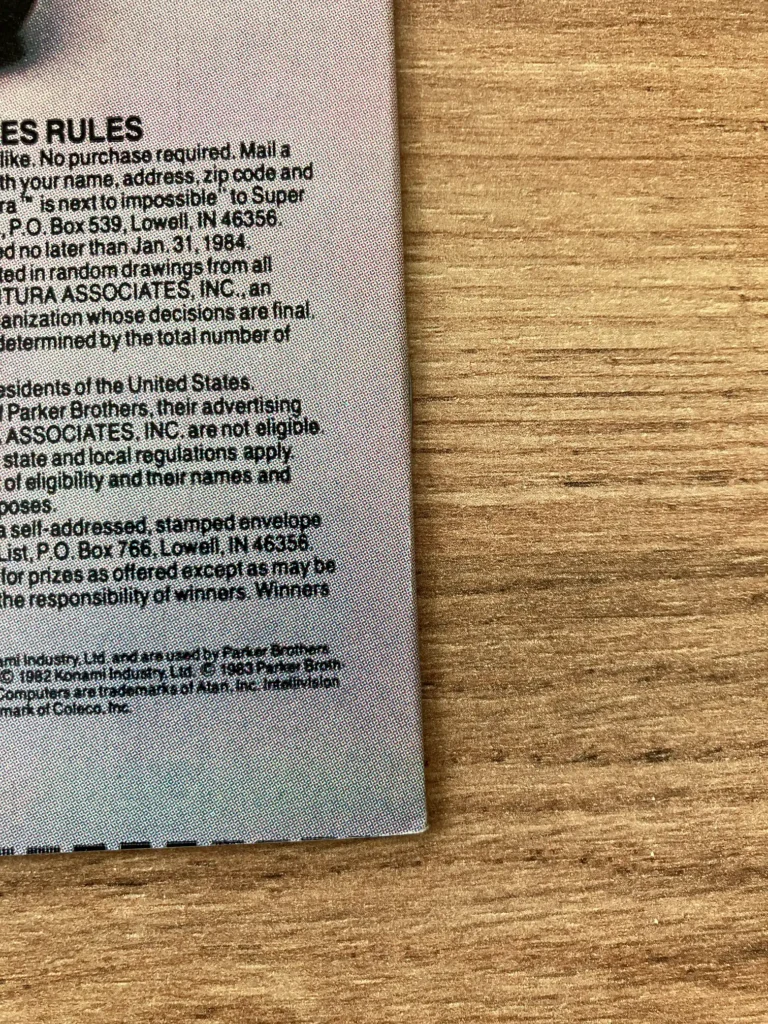 ES RULES
like. No purchase required. Mail a
th your name, address, zip code and
ra™ is next to impossible" to Super
, P.O. Box 539, Lowell, IN 46356.
ed no later than Jan. 31, 1984.
ted in random drawings from all
NTURA ASSOCIATES, INC., an
anization whose decisions are final.
determined by the total number of
esidents of the United States.
Parker Brothers, their advertising
ASSOCIATES, INC. are not eligible.
state and local regulations apply.
of eligibility and their names and
poses.
a self-addressed, stamped envelope
List, P.O. Box 766, Lowell, IN 46356.
for prizes as offered except as may be
the responsibility of winners. Winners
ami Industry, Ltd. and are used by Parker Brothers
© 1982 Konami Industry, Ltd. © 1983 Parker Broth-
Computers are trademarks of Atari, Inc. Intellivision
mark of Coleco, Inc.